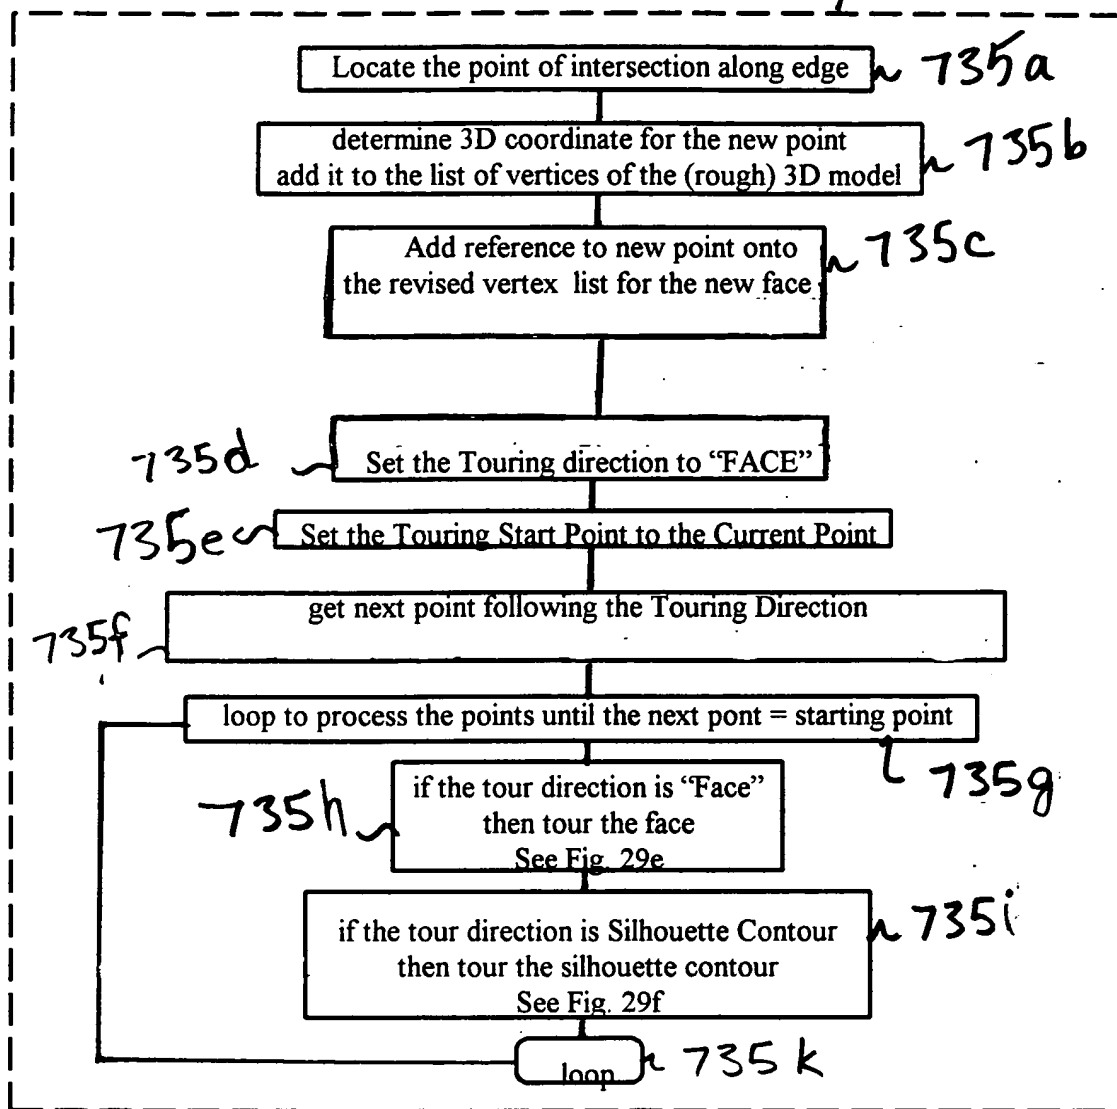 Locate the point of intersection along edge 735a
determine 3D coordinate for the new point
add it to the list of vertices of the (rough) 3D model 735b
Add reference to new point onto 735c
the revised vertex list for the new face
735d Set the Touring direction to “FACE”
735e Set the Touring Start Point to the Current Point
get next point following the Touring Direction
735f
loop to process the points until the next pont = starting point
735g
if the tour direction is “Face”
735h then tour the face
See Fig. 29e
if the tour direction is Silhouette Contour 735i
then tour the silhouette contour
See Fig. 29f
loop 735k